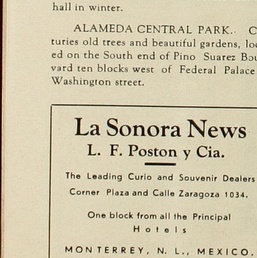 hall in winter.
ALAMEDA CENTRAL PARK.
turies old trees and beautiful gardens,
ed on the South end of Pino Suarez
vard ten blocks west of Federal Palace
Washington street.
La Sonora News
L. F. Poston y Cia.
The Leading Curio and Souvenir Dealers
Corner Plaza and Calle Zaragoza 1034.
One block from all the Principal
Hotels
MONTERREY, N. L., MEXICO.